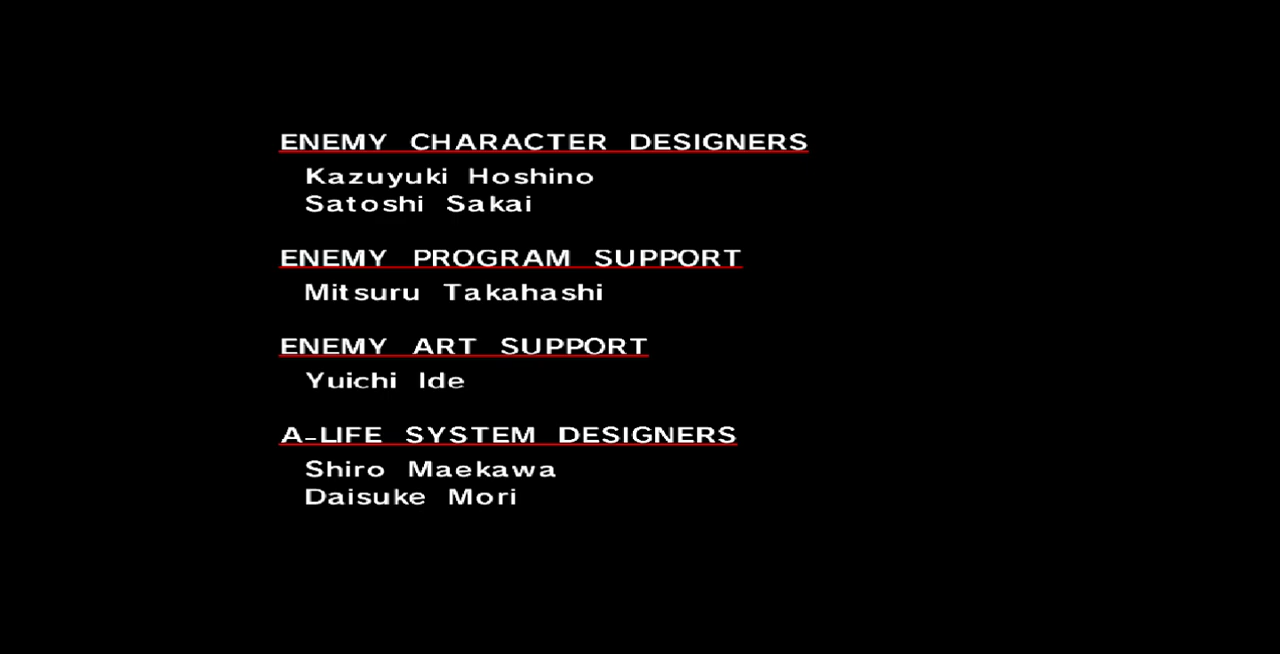 ENEMY CHARACTER DESIGNERS
Kazuyuki Hoshino
Satoshi Sakai
ENEMY PROGRAM SUPPORT
Mitsuru Takahashi
ENEMY ART SUPPORT
Yuichi Ide
A-LIFE SYSTEM DESIGNERS
Shiro Maekawa
Daisuke Mori